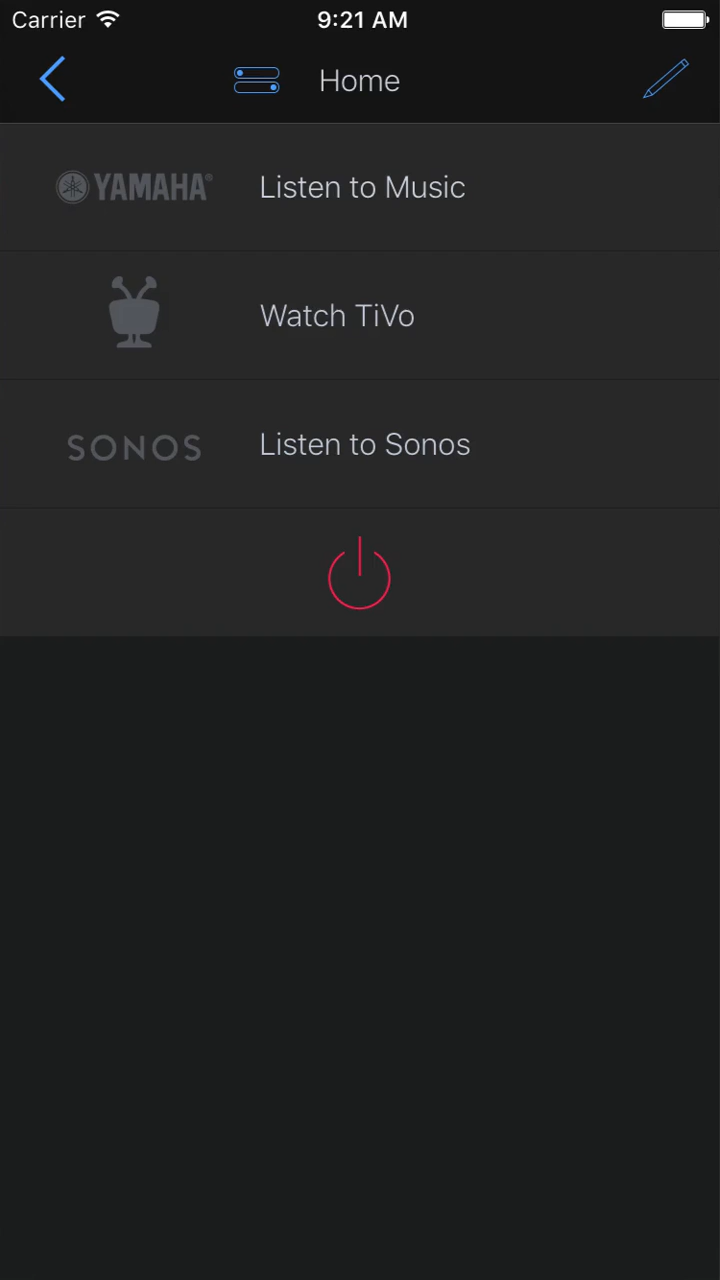 Carrier 9:21 AM
Home
YAMAHA® Listen to Music
Watch TiVo
SONOS Listen to Sonos